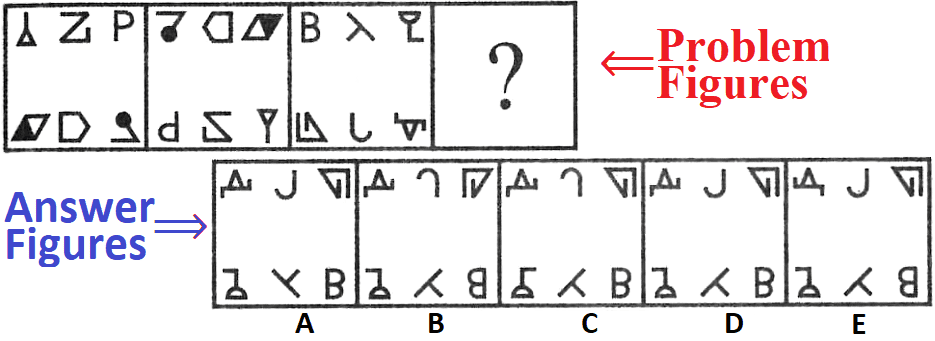 Z P
B
?
Problem
Figures
Answer
Figures
J J J
B B B
A B C D E